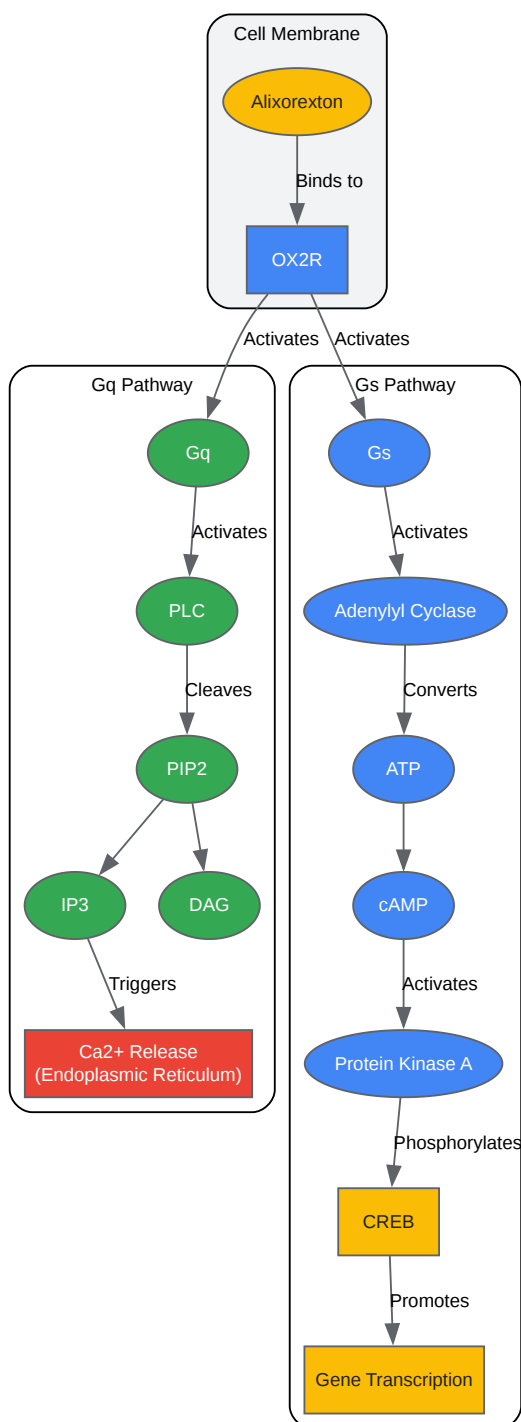 Cell Membrane
Alixorexton
Binds to
OX2R
Activates
Activates
Gq Pathway
Gq
Activates
PLC
Cleaves
PIP2
IP3
DAG
Triggers
Ca2+ Release
(Endoplasmic Reticulum)
Gs Pathway
Gs
Activates
Adenylyl Cyclase
Converts
ATP
cAMP
Activates
Protein Kinase A
Phosphorylates
CREB
Promotes
Gene Transcription